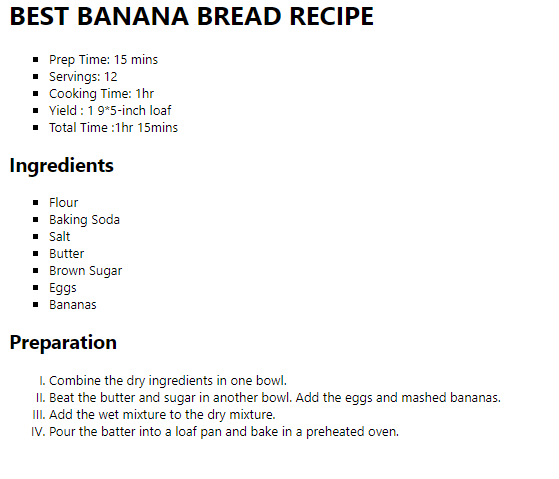 BEST BANANA BREAD RECIPE
▪ Prep Time: 15 mins
▪ Servings: 12
▪ Cooking Time: 1hr
▪ Yield : 1 9*5-inch loaf
▪ Total Time :1hr 15mins
Ingredients
▪ Flour
▪ Baking Soda
▪ Salt
▪ Butter
▪ Brown Sugar
▪ Eggs
▪ Bananas
Preparation
I. Combine the dry ingredients in one bowl.
II. Beat the butter and sugar in another bowl. Add the eggs and mashed bananas.
III. Add the wet mixture to the dry mixture.
IV. Pour the batter into a loaf pan and bake in a preheated oven.